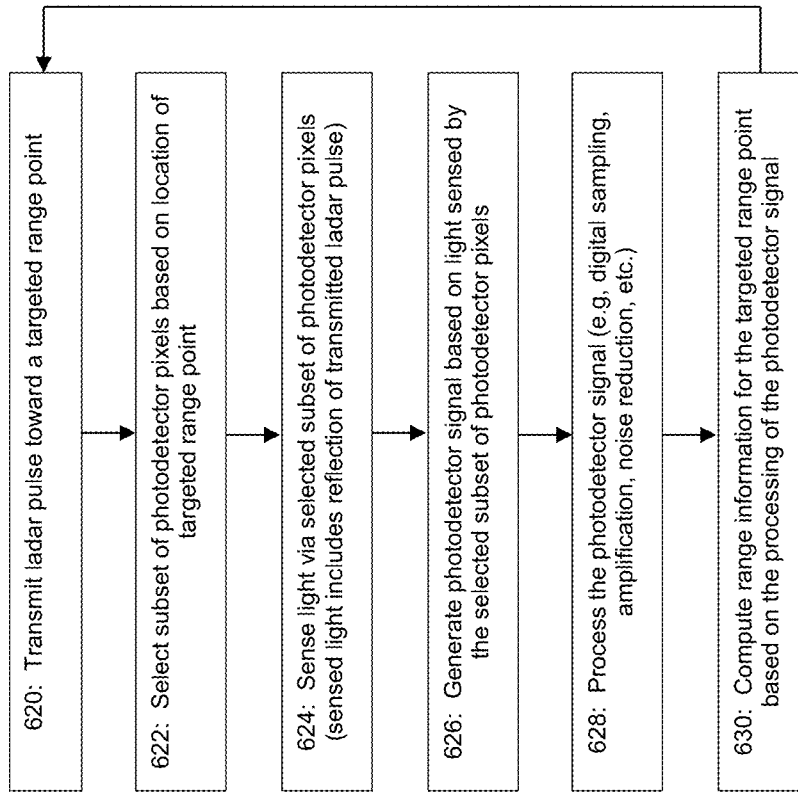 620: Transmit ladar pulse toward a targeted range point
622: Select subset of photodetector pixels based on location of
targeted range point
624: Sense light via selected subset of photodetector pixels
(sensed light includes reflection of transmitted ladar pulse)
626: Generate photodetector signal based on light sensed by
the selected subset of photodetector pixels
628: Process the photodetector signal (e.g, digital sampling,
amplification, noise reduction, etc.)
630: Compute range information for the targeted range point
based on the processing of the photodetector signal